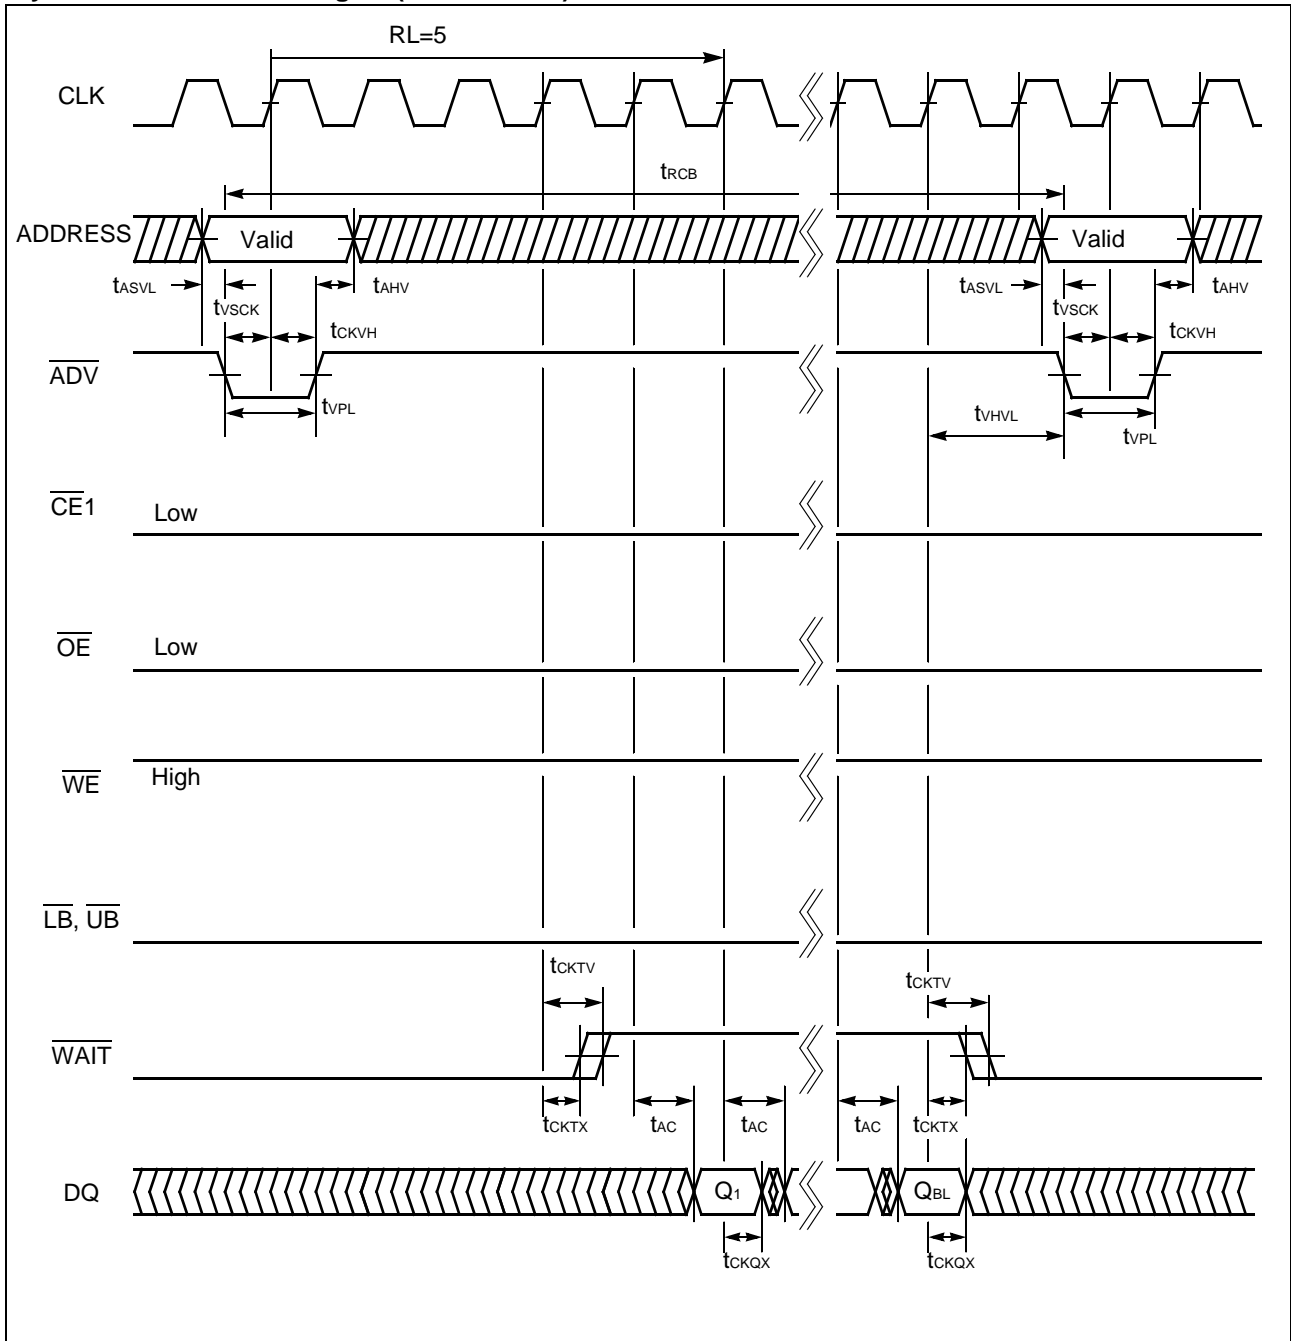 RL=5
CLK
tRCB
ADDRESS Valid Valid
tASVL tAHV tASVL tAHV
tVSCK tVSCK
tCKVH tCKVH
ADV
tVPL tVHVL tVPL
CE1 Low
OE Low
WE High
LB, UB
tCKTV tCKTV
WAIT
tCKTX tAC tAC tAC tCKTX
DQ Q1 QBL
tCKQX tCKQX